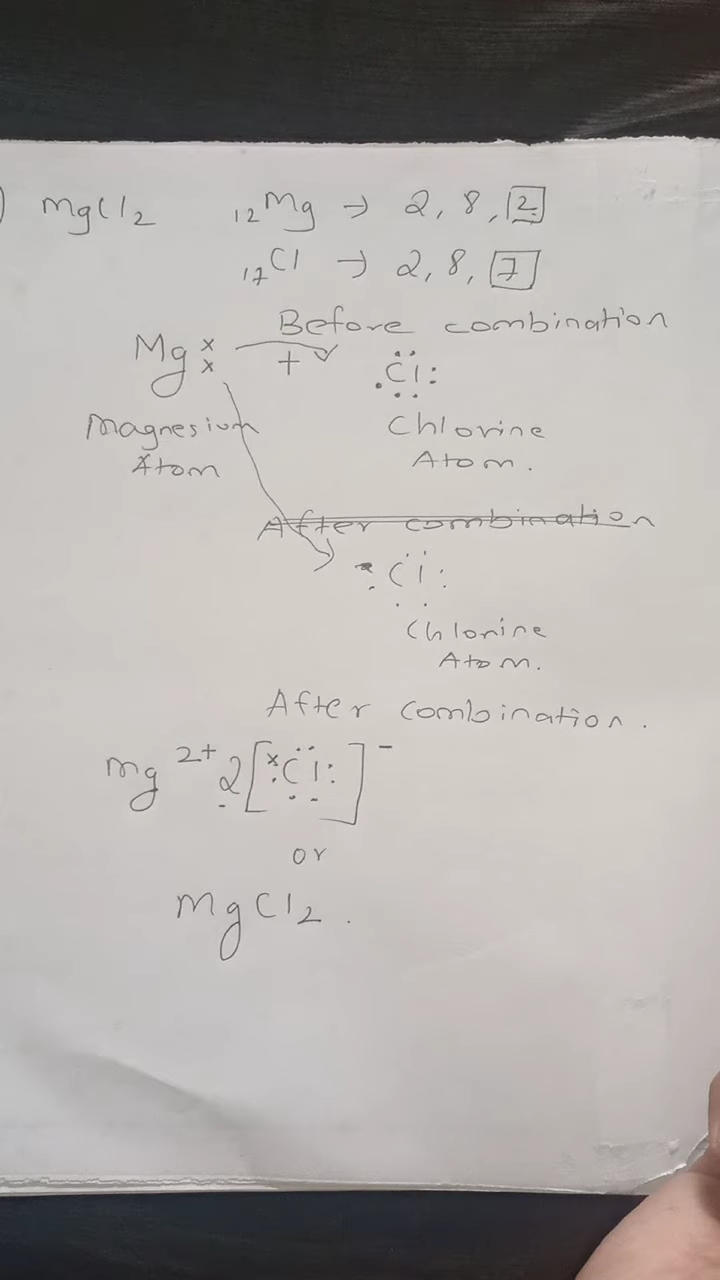 ) MgCl2 12Mg → 2, 8, 2
17Cl → 2, 8, 7
Before combination
Mg xx + .Cl:
Magnesium Chlorine
Atom Atom.
After combination
:Cl:
Chlorine
Atom.
After combination.
Mg 2+ 2[x.Cl:]-
or
MgCl2.